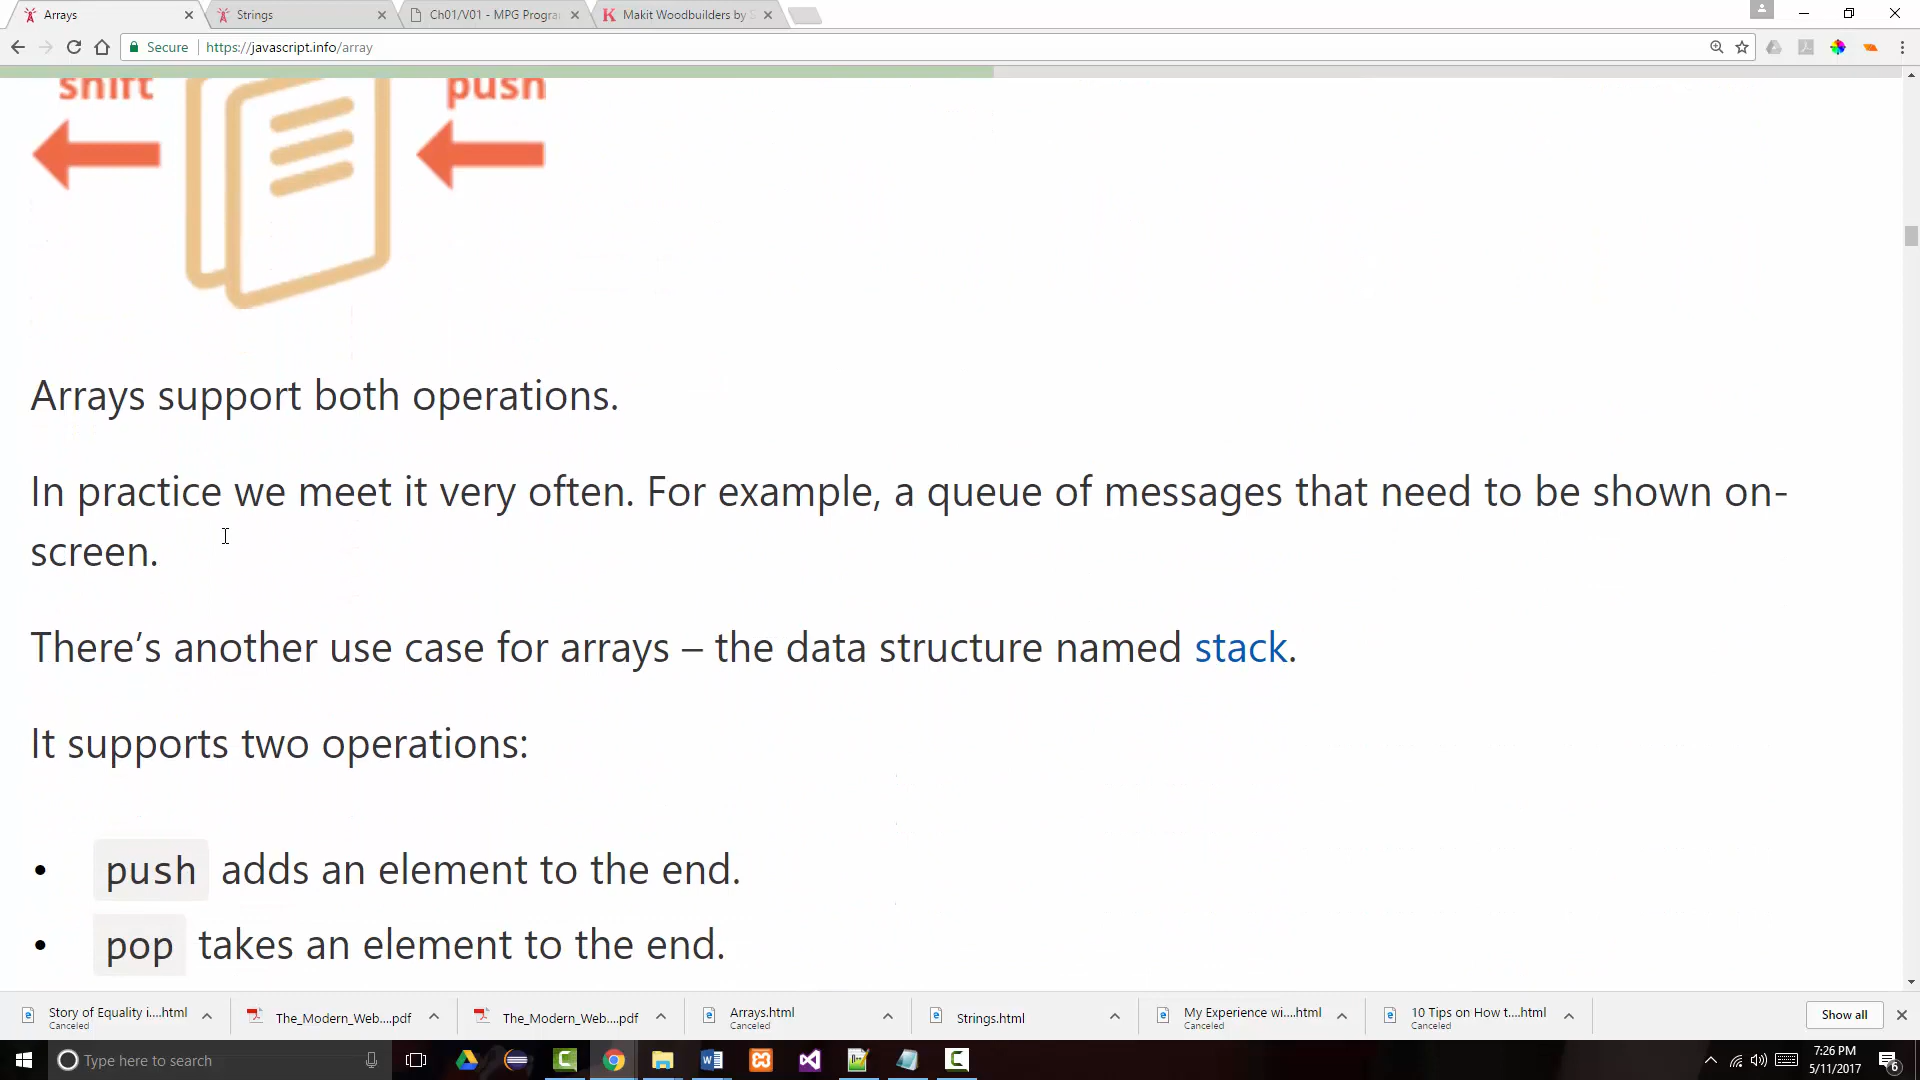 Arrays
Strings
Ch01/V01 - MPG Progra
Makit Woodbuilders by
Secure
https://javascript.info/array
shift
push
Arrays support both operations.
In practice we meet it very often. For example, a queue of messages that need to be shown on-
screen.
There’s another use case for arrays – the data structure named stack.
It supports two operations:
• push adds an element to the end.
• pop takes an element to the end.
Story of Equality i....html
Canceled
The_Modern_Web....pdf
The_Modern_Web....pdf
Arrays.html
Canceled
Strings.html
My Experience wi....html
Canceled
10 Tips on How t....html
Canceled
Show all
Type here to search
7:26 PM
5/11/2017
6